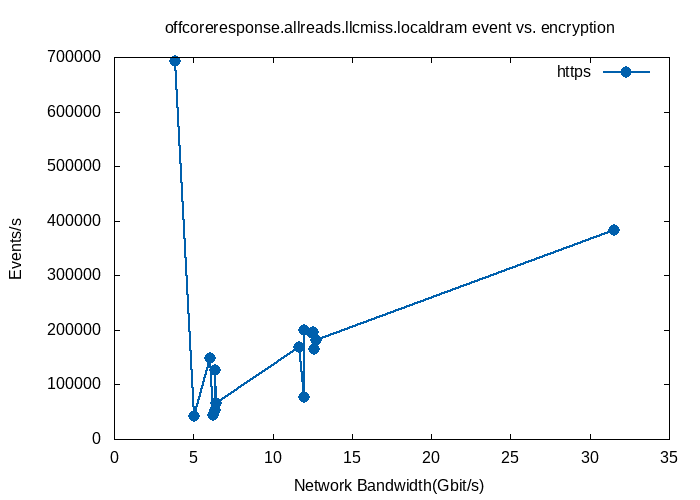 offcoreresponse.allreads.llcmiss.localdram event vs. encryption
https
700000
600000
500000
400000
300000
200000
100000
0
Events/s
0 5 10 15 20 25 30 35
Network Bandwidth(Gbit/s)